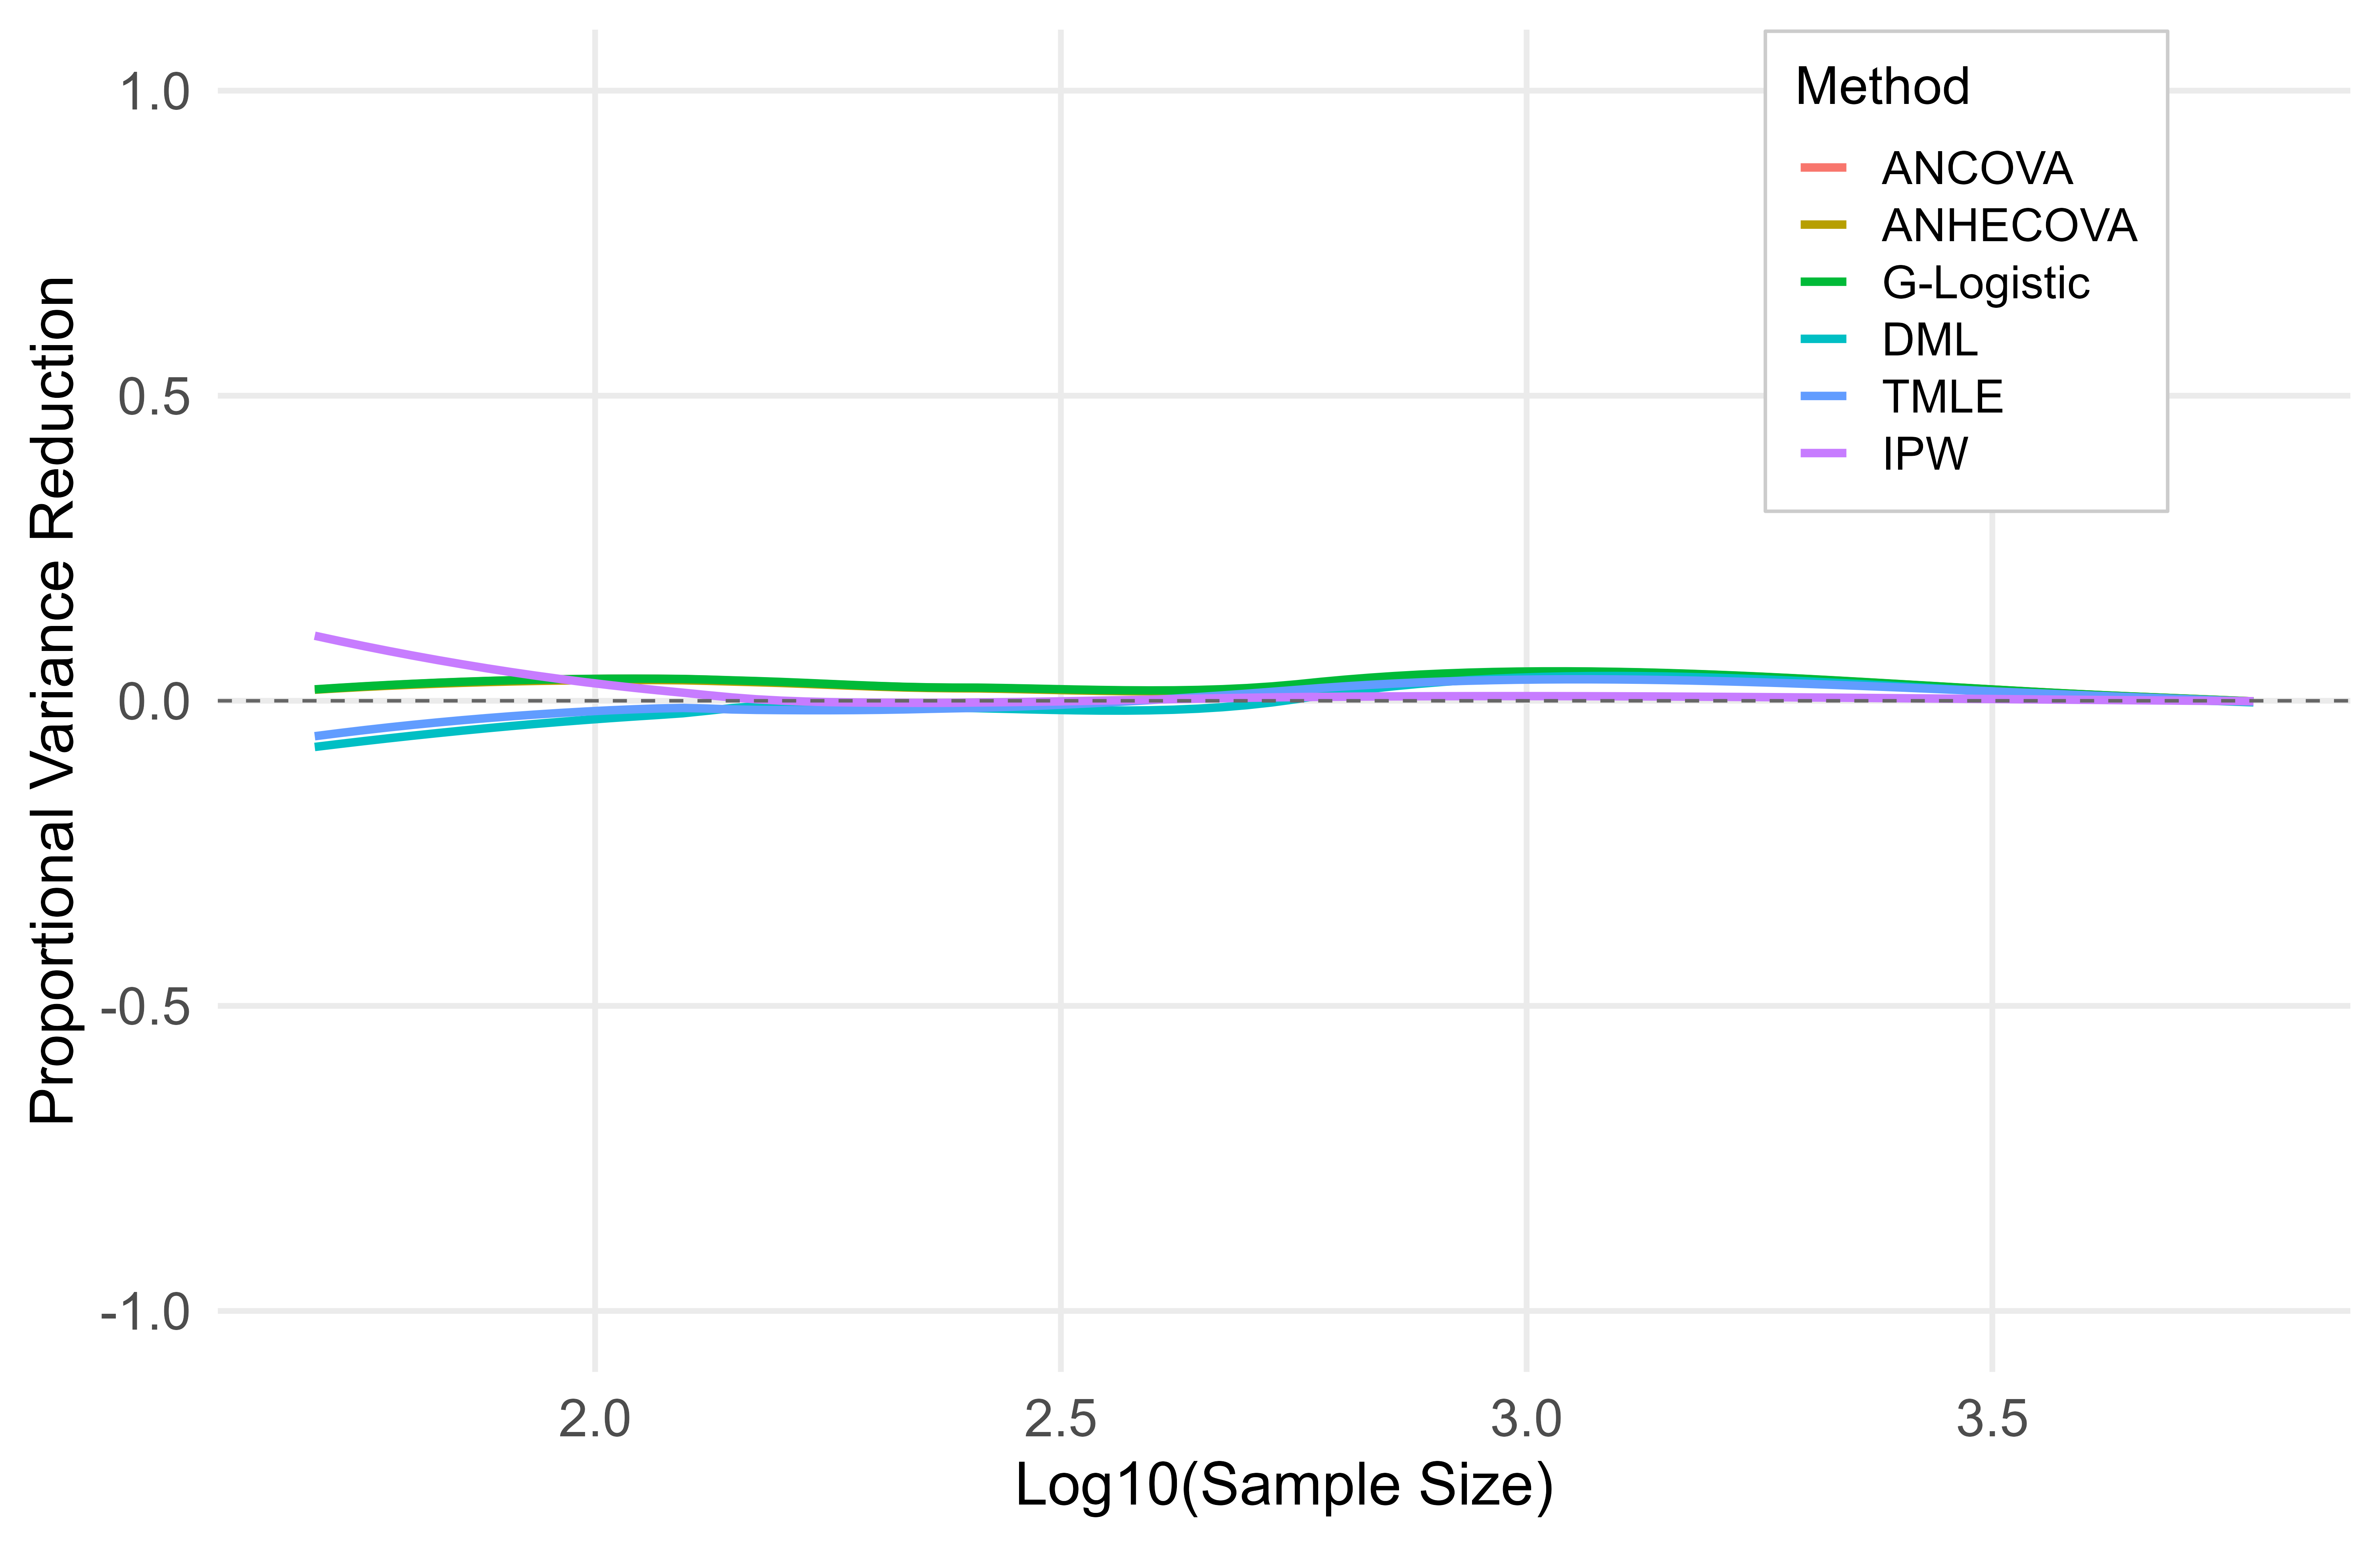 Proportional Variance Reduction
1.0
0.5
0.0
-0.5
-1.0
Method
ANCOVA
ANHECOVA
G-Logistic
DML
TMLE
IPW
2.0
2.5
3.0
3.5
Log10(Sample Size)